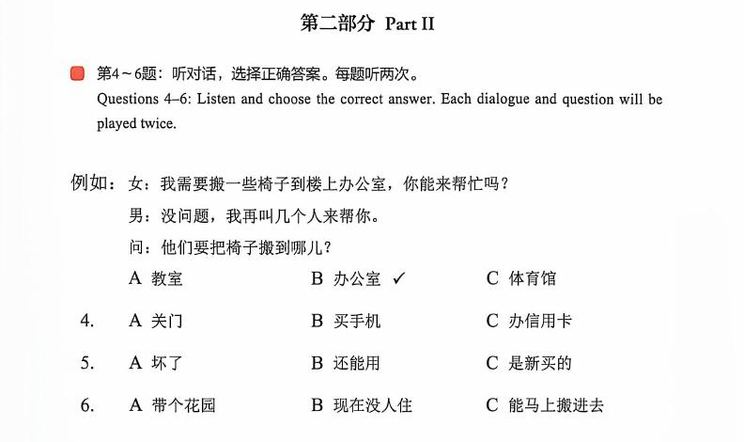 第二部分 Part II
第4～6题：听对话，选择正确答案。每题听两次。
Questions 4–6: Listen and choose the correct answer. Each dialogue and question will be
played twice.
例如：女：我需要搬一些椅子到楼上办公室，你能来帮忙吗？
男：没问题，我再叫几个人来帮你。
问：他们要把椅子搬到哪儿？
A 教室 B 办公室 ✓ C 体育馆
4. A 关门 B 买手机 C 办信用卡
5. A 坏了 B 还能用 C 是新买的
6. A 带个花园 B 现在没人住 C 能马上搬进去